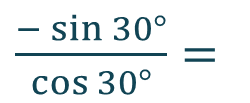 − sin 30°
cos 30° =